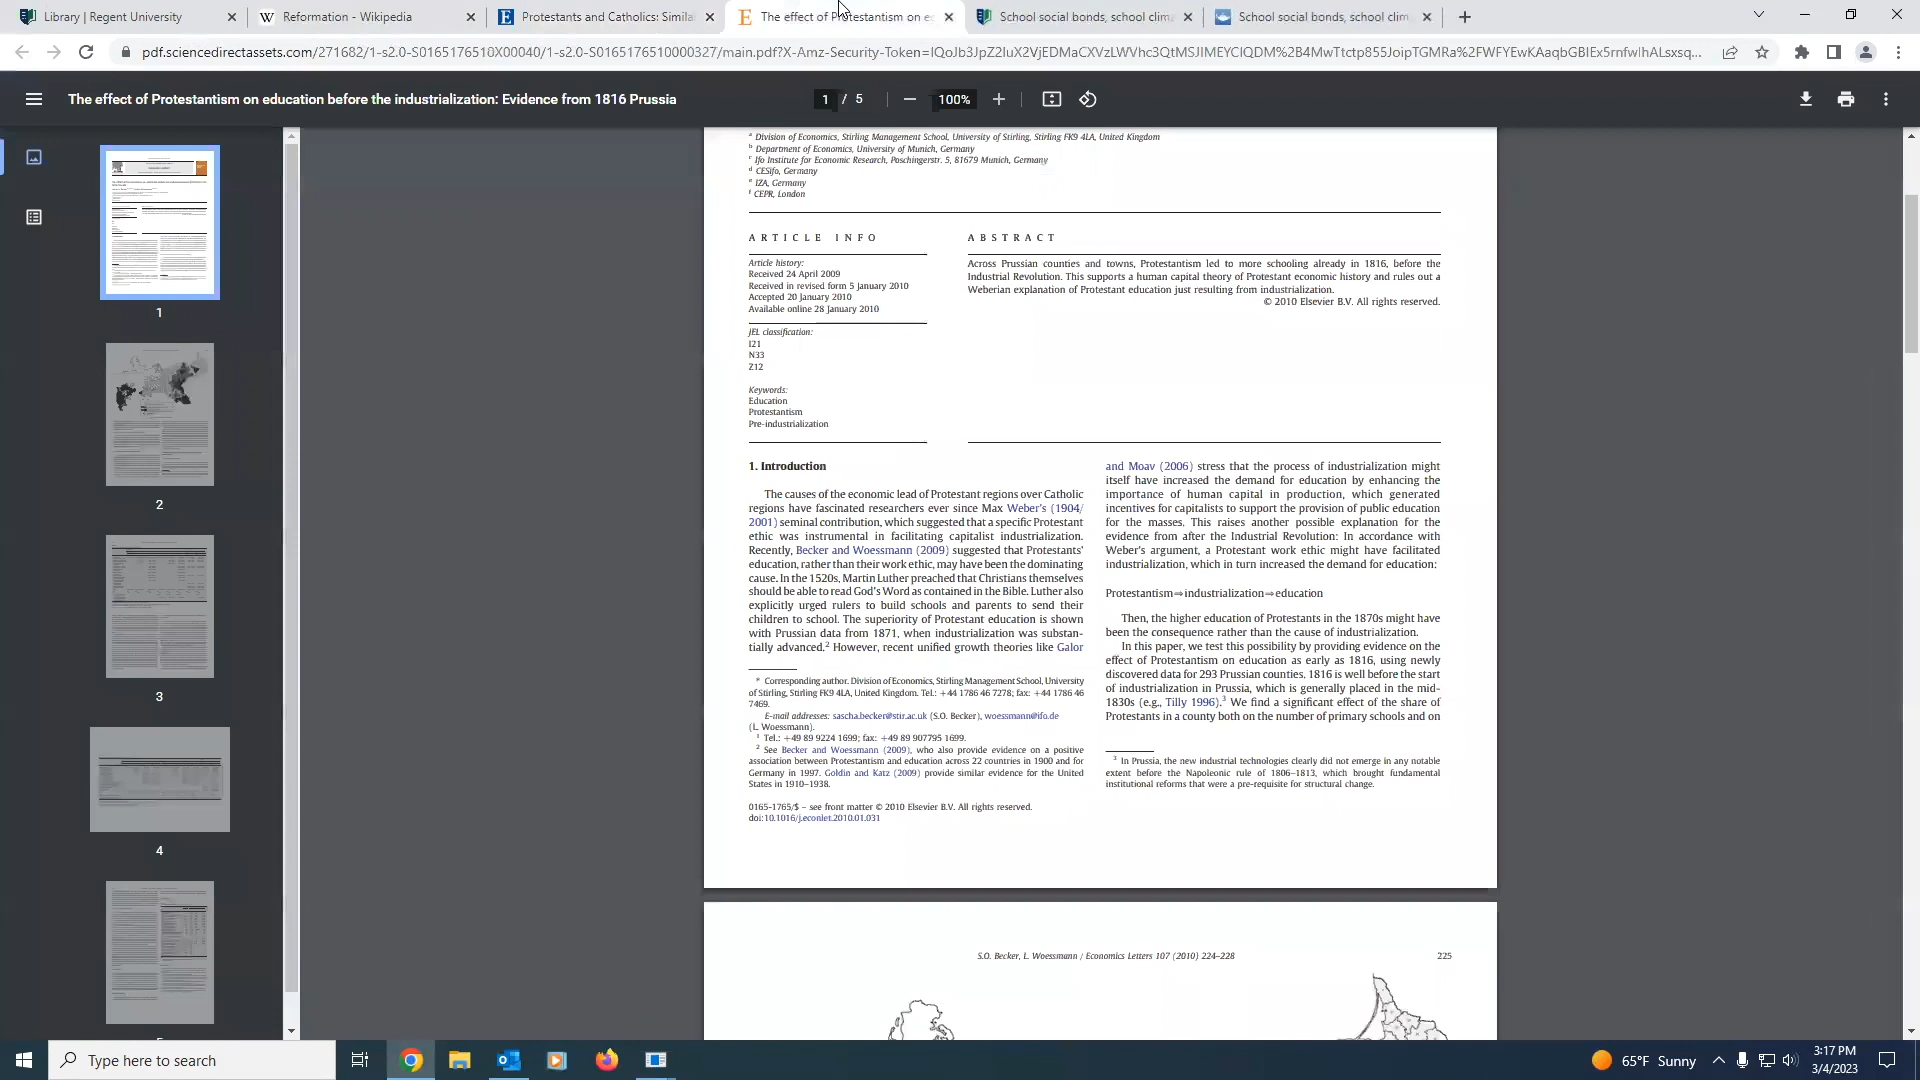 Library | Regent University
Reformation - Wikipedia
Protestants and Catholics: Simila
The effect of Protestantism on e
School social bonds, school clim
School social bonds, school clim
pdf.sciencedirectassets.com/271682/1-s2.0-S0165176510X00040/1-s2.0-S0165176510000327/main.pdf?X-Amz-Security-Token=
The effect of Protestantism on education before the industrialization: Evidence from 1816 Prussia
1 / 5
100%
1
2
3
4
a Division of Economics, Stirling Management School, University of Stirling, Stirling FK9 4LA, United Kingdom
b Department of Economics, University of Munich, Germany
c Ifo Institute for Economic Research, Poschingerstr. 5, 81679 Munich, Germany
d CESifo, Germany
e IZA, Germany
f CEPR, London
ARTICLE INFO
Article history:
Received 24 April 2009
Received in revised form 5 January 2010
Accepted 20 January 2010
Available online 28 January 2010
JEL classification:
I21
N33
Z12
Keywords:
Education
Protestantism
Pre-industrialization
ABSTRACT
Across Prussian counties and towns, Protestantism led to more schooling already in 1816, before the
Industrial Revolution. This supports a human capital theory of Protestant economic history and rules out a
Weberian explanation of Protestant education just resulting from industrialization.
© 2010 Elsevier B.V. All rights reserved.
1. Introduction
The causes of the economic lead of Protestant regions over Catholic
regions have fascinated researchers ever since Max Weber's (1904/
2001) seminal contribution, which suggested that a specific Protestant
ethic was instrumental in facilitating capitalist industrialization.
Recently, Becker and Woessmann (2009) suggested that Protestants'
education, rather than their work ethic, may have been the dominating
cause. In the 1520s, Martin Luther preached that Christians themselves
should be able to read God's Word as contained in the Bible. Luther also
explicitly urged rulers to build schools and parents to send their
children to school. The superiority of Protestant education is shown
with Prussian data from 1871, when industrialization was substan-
tially advanced.2 However, recent unified growth theories like Galor
* Corresponding author. Division of Economics, Stirling Management School, University
of Stirling, Stirling FK9 4LA, United Kingdom. Tel.: +44 1786 46 7278; fax: +44 1786 46
7469.
E-mail addresses: sascha.becker@stir.ac.uk (S.O. Becker), woessmann@ifo.de
(L. Woessmann).
1 Tel.: +49 89 9224 1699; fax: +49 89 907795 1699.
2 See Becker and Woessmann (2009), who also provide evidence on a positive
association between Protestantism and education across 22 countries in 1900 and for
Germany in 1997. Goldin and Katz (2009) provide similar evidence for the United
States in 1910–1938.
0165-1765/$ – see front matter © 2010 Elsevier B.V. All rights reserved.
doi:10.1016/j.econlet.2010.01.031
and Moav (2006) stress that the process of industrialization might
itself have increased the demand for education by enhancing the
importance of human capital in production, which generated
incentives for capitalists to support the provision of public education
for the masses. This raises another possible explanation for the
evidence from after the Industrial Revolution: In accordance with
Weber's argument, a Protestant work ethic might have facilitated
industrialization, which in turn increased the demand for education:
Protestantism⇒industrialization⇒education
Then, the higher education of Protestants in the 1870s might have
been the consequence rather than the cause of industrialization.
In this paper, we test this possibility by providing evidence on the
effect of Protestantism on education as early as 1816, using newly
discovered data for 293 Prussian counties. 1816 is well before the start
of industrialization in Prussia, which is generally placed in the mid-
1830s (e.g., Tilly 1996).3 We find a significant effect of the share of
Protestants in a county both on the number of primary schools and on
3 In Prussia, the new industrial technologies clearly did not emerge in any notable
extent before the Napoleonic rule of 1806–1813, which brought fundamental
institutional reforms that were a pre-requisite for structural change.
S.O. Becker, L. Woessmann / Economics Letters 107 (2010) 224–228
225
Type here to search
65°F Sunny
3:17 PM
3/4/2023